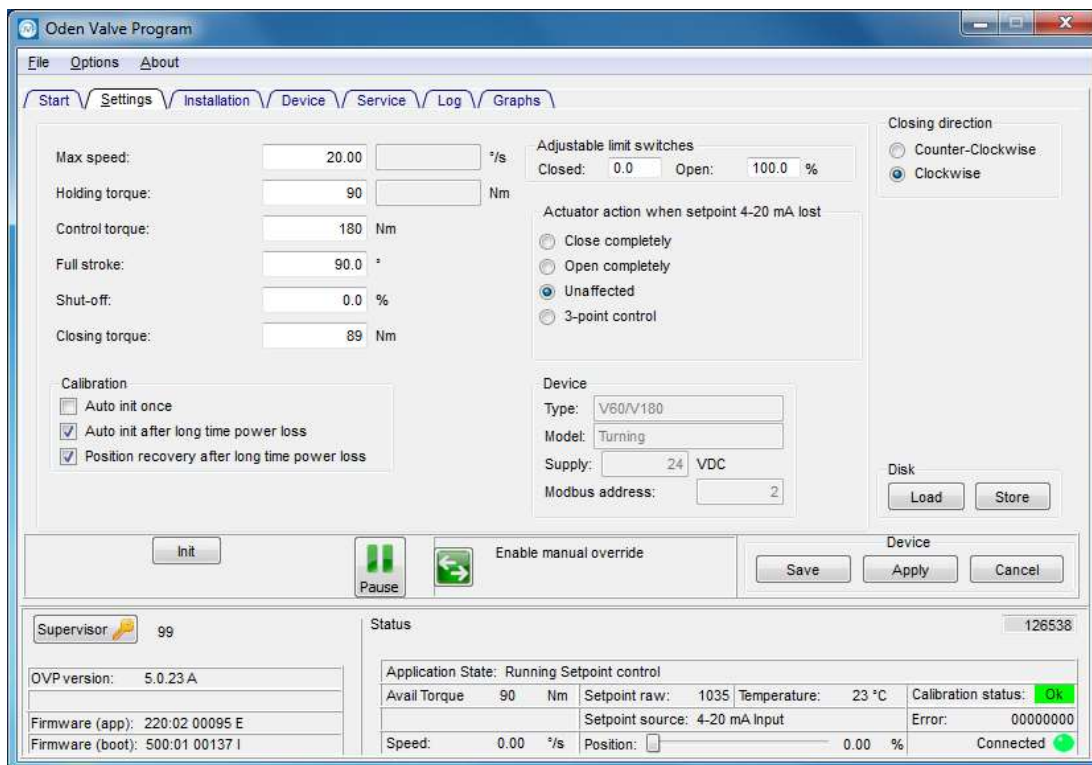 Oden Valve Program
File Options About
Start Settings Installation Device Service Log Graphs
Max speed: 20.00 °/s
Holding torque: 90 Nm
Control torque: 180 Nm
Full stroke: 90.0 °
Shut-off: 0.0 %
Closing torque: 89 Nm
Calibration
Auto init once
Auto init after long time power loss
Position recovery after long time power loss
Adjustable limit switches
Closed: 0.0 Open: 100.0 %
Actuator action when setpoint 4-20 mA lost
Close completely
Open completely
Unaffected
3-point control
Device
Type: V60/V180
Model: Turning
Supply: 24 VDC
Modbus address: 2
Closing direction
Counter-Clockwise
Clockwise
Disk
Load Store
Init
Pause
Enable manual override
Device
Save Apply Cancel
Supervisor 99
OVP version: 5.0.23 A
Firmware (app): 220:02 00095 E
Firmware (boot): 500:01 00137 I
Status 126538
Application State: Running Setpoint control
Avail Torque 90 Nm Setpoint raw: 1035 Temperature: 23 °C Calibration status: Ok
Setpoint source: 4-20 mA Input Error: 00000000
Speed: 0.00 °/s Position: 0.00 % Connected